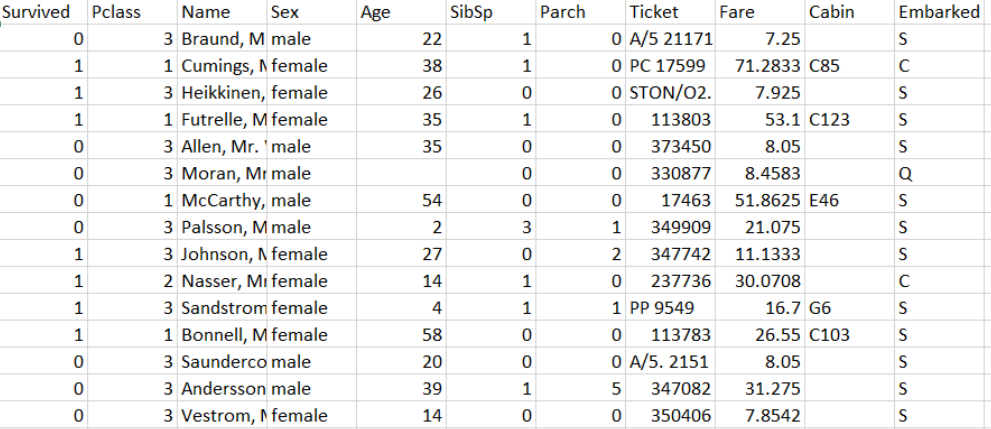 Survived Pclass Name Sex Age SibSp Parch Ticket Fare Cabin Embarked
0 3 Braund, M male 22 1 0 A/5 21171 7.25 S
1 1 Cumings, M female 38 1 0 PC 17599 71.2833 C85 C
1 3 Heikkinen, female 26 0 0 STON/O2. 7.925 S
1 1 Futrelle, M female 35 1 0 113803 53.1 C123 S
0 3 Allen, Mr. male 35 0 0 373450 8.05 S
0 3 Moran, Mr male 0 0 330877 8.4583 Q
0 1 McCarthy, male 54 0 0 17463 51.8625 E46 S
0 3 Palsson, M male 2 3 1 349909 21.075 S
1 3 Johnson, M female 27 0 2 347742 11.1333 S
1 2 Nasser, Mr female 14 1 0 237736 30.0708 C
1 3 Sandstrom female 4 1 1 PP 9549 16.7 G6 S
1 1 Bonnell, M female 58 0 0 113783 26.55 C103 S
0 3 Saunderco male 20 0 0 A/5. 2151 8.05 S
0 3 Andersson male 39 1 5 347082 31.275 S
0 3 Vestrom, M female 14 0 0 350406 7.8542 S